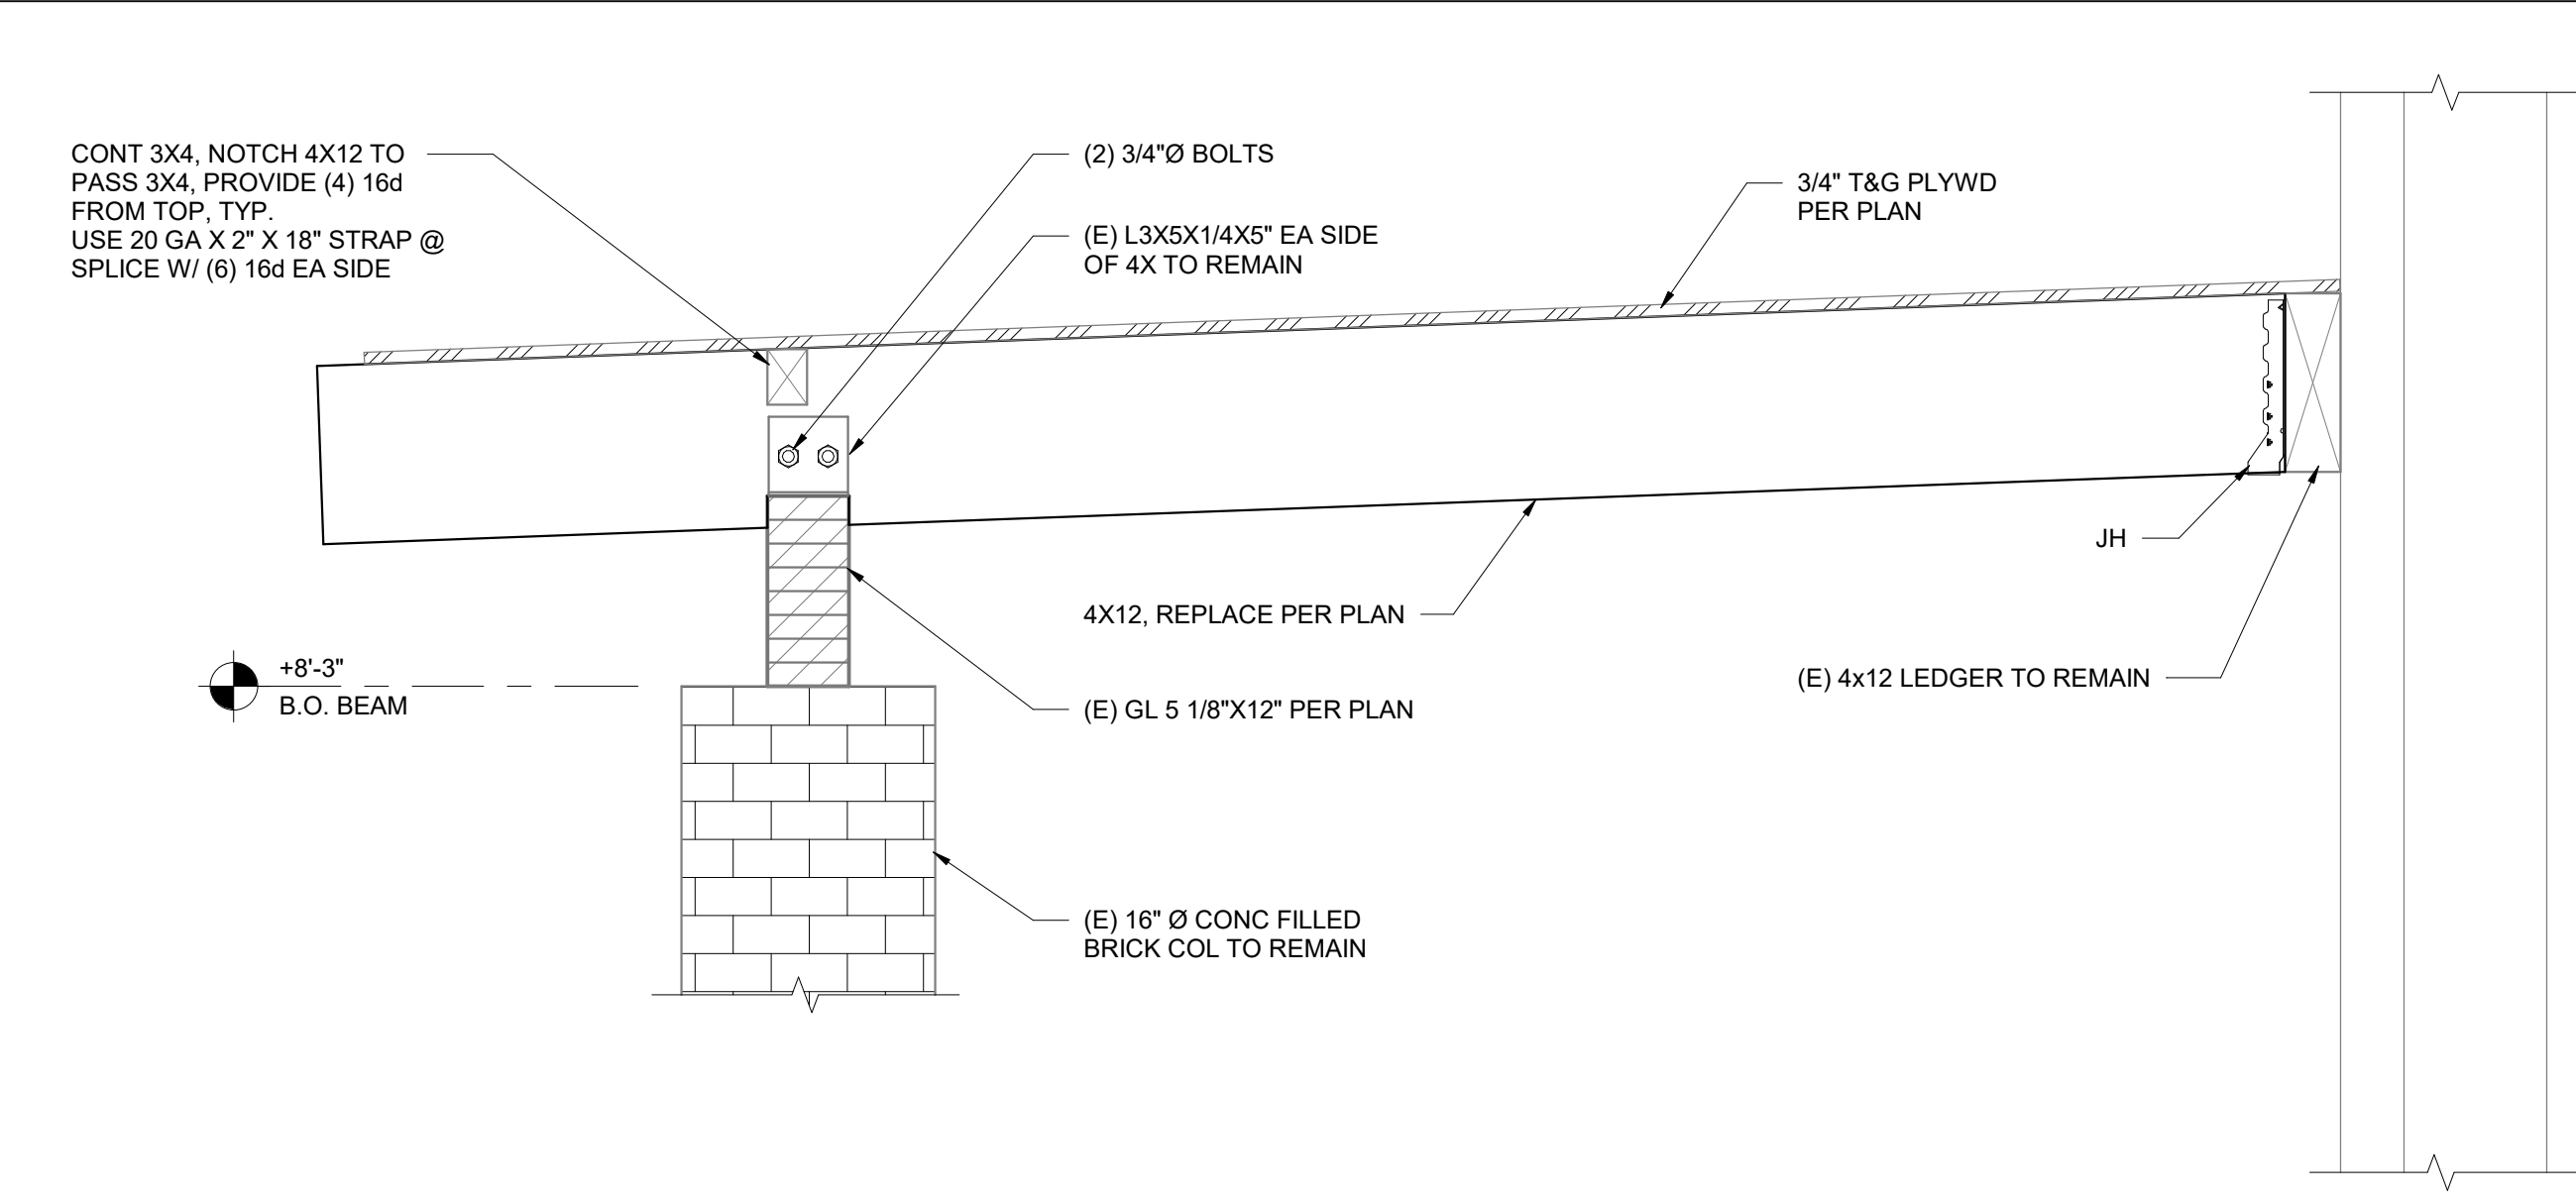 CONT 3X4, NOTCH 4X12 TO
PASS 3X4, PROVIDE (4) 16d
FROM TOP, TYP.
USE 20 GA X 2" X 18" STRAP @
SPLICE W/ (6) 16d EA SIDE
(2) 3/4"Ø BOLTS
(E) L3X5X1/4X5" EA SIDE
OF 4X TO REMAIN
3/4" T&G PLYWD
PER PLAN
JH
4X12, REPLACE PER PLAN
(E) 4x12 LEDGER TO REMAIN
+8'-3"
B.O. BEAM
(E) GL 5 1/8"X12" PER PLAN
(E) 16" Ø CONC FILLED
BRICK COL TO REMAIN